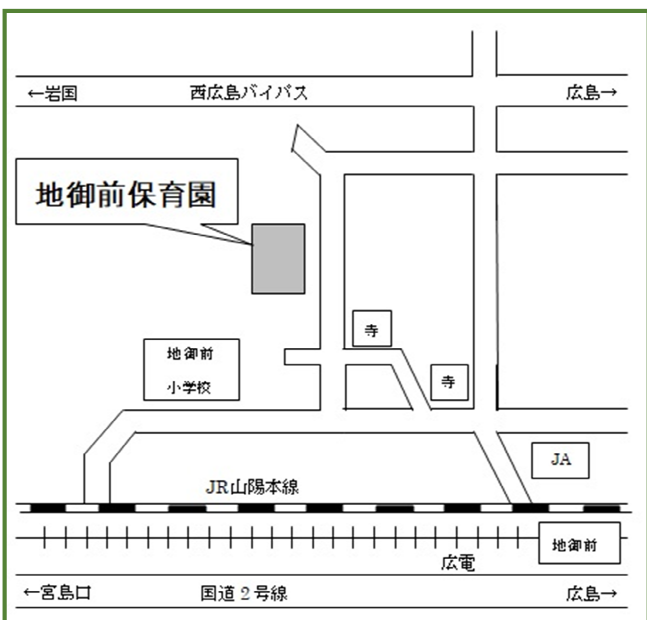 ←岩国 西広島バイパス 広島→
地御前保育園
寺
地御前
小学校
寺
JA
JR山陽本線
地御前
広電
←宮島口 国道２号線 広島→